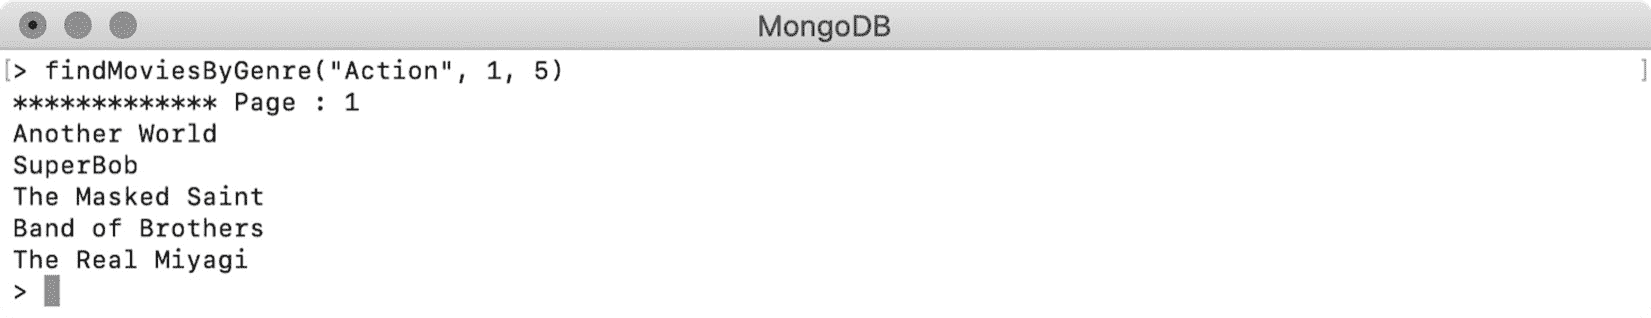 MongoDB
[> findMoviesByGenre("Action", 1, 5) ]
************* Page : 1
Another World
SuperBob
The Masked Saint
Band of Brothers
The Real Miyagi
>